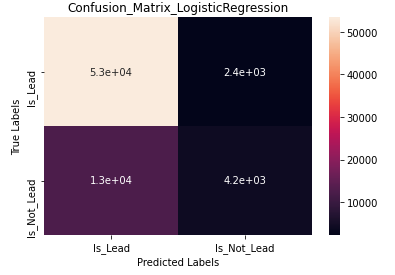 Confusion_Matrix_LogisticRegression
True Labels
Is_Lead
5.3e+04
2.4e+03
Is_Not_Lead
1.3e+04
4.2e+03
Is_Lead
Is_Not_Lead
Predicted Labels
50000
40000
30000
20000
10000